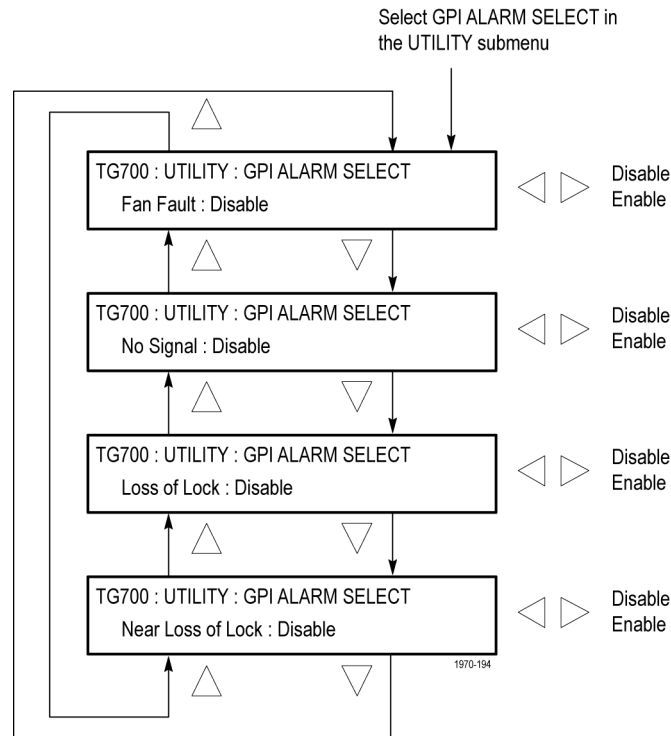 Select GPI ALARM SELECT in
the UTILITY submenu
TG700 : UTILITY : GPI ALARM SELECT
Fan Fault : Disable
Disable
Enable
TG700 : UTILITY : GPI ALARM SELECT
No Signal : Disable
Disable
Enable
TG700 : UTILITY : GPI ALARM SELECT
Loss of Lock : Disable
Disable
Enable
TG700 : UTILITY : GPI ALARM SELECT
Near Loss of Lock : Disable
Disable
Enable
1970-194